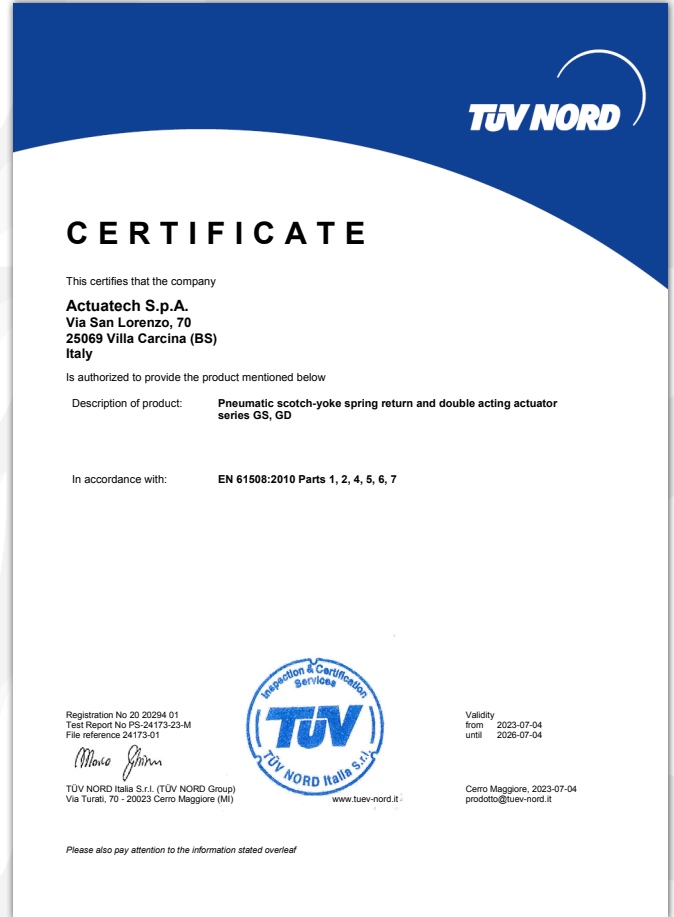 TÜV NORD
CERTIFICATE
This certifies that the company
Actuatech S.p.A.
Via San Lorenzo, 70
25069 Villa Carcina (BS)
Italy
Is authorized to provide the product mentioned below
Description of product: Pneumatic scotch-yoke spring return and double acting actuator
series GS, GD
In accordance with: EN 61508:2010 Parts 1, 2, 4, 5, 6, 7
Inspection & Certification
Services
TÜV
TÜV NORD Italia S.r.l.
Registration No 20 20294 01
Test Report No PS-24173-23-M
File reference 24173-01
Validity
from 2023-07-04
until 2026-07-04
TÜV NORD Italia S.r.l. (TÜV NORD Group)
Via Turati, 70 - 20023 Cerro Maggiore (MI)
www.tuev-nord.it
Cerro Maggiore, 2023-07-04
prodotto@tuev-nord.it
Please also pay attention to the information stated overleaf